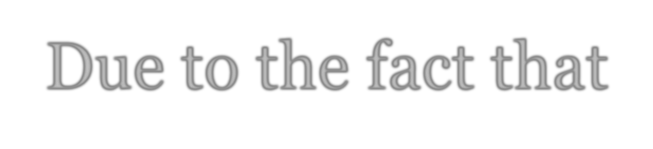 Due to the fact that